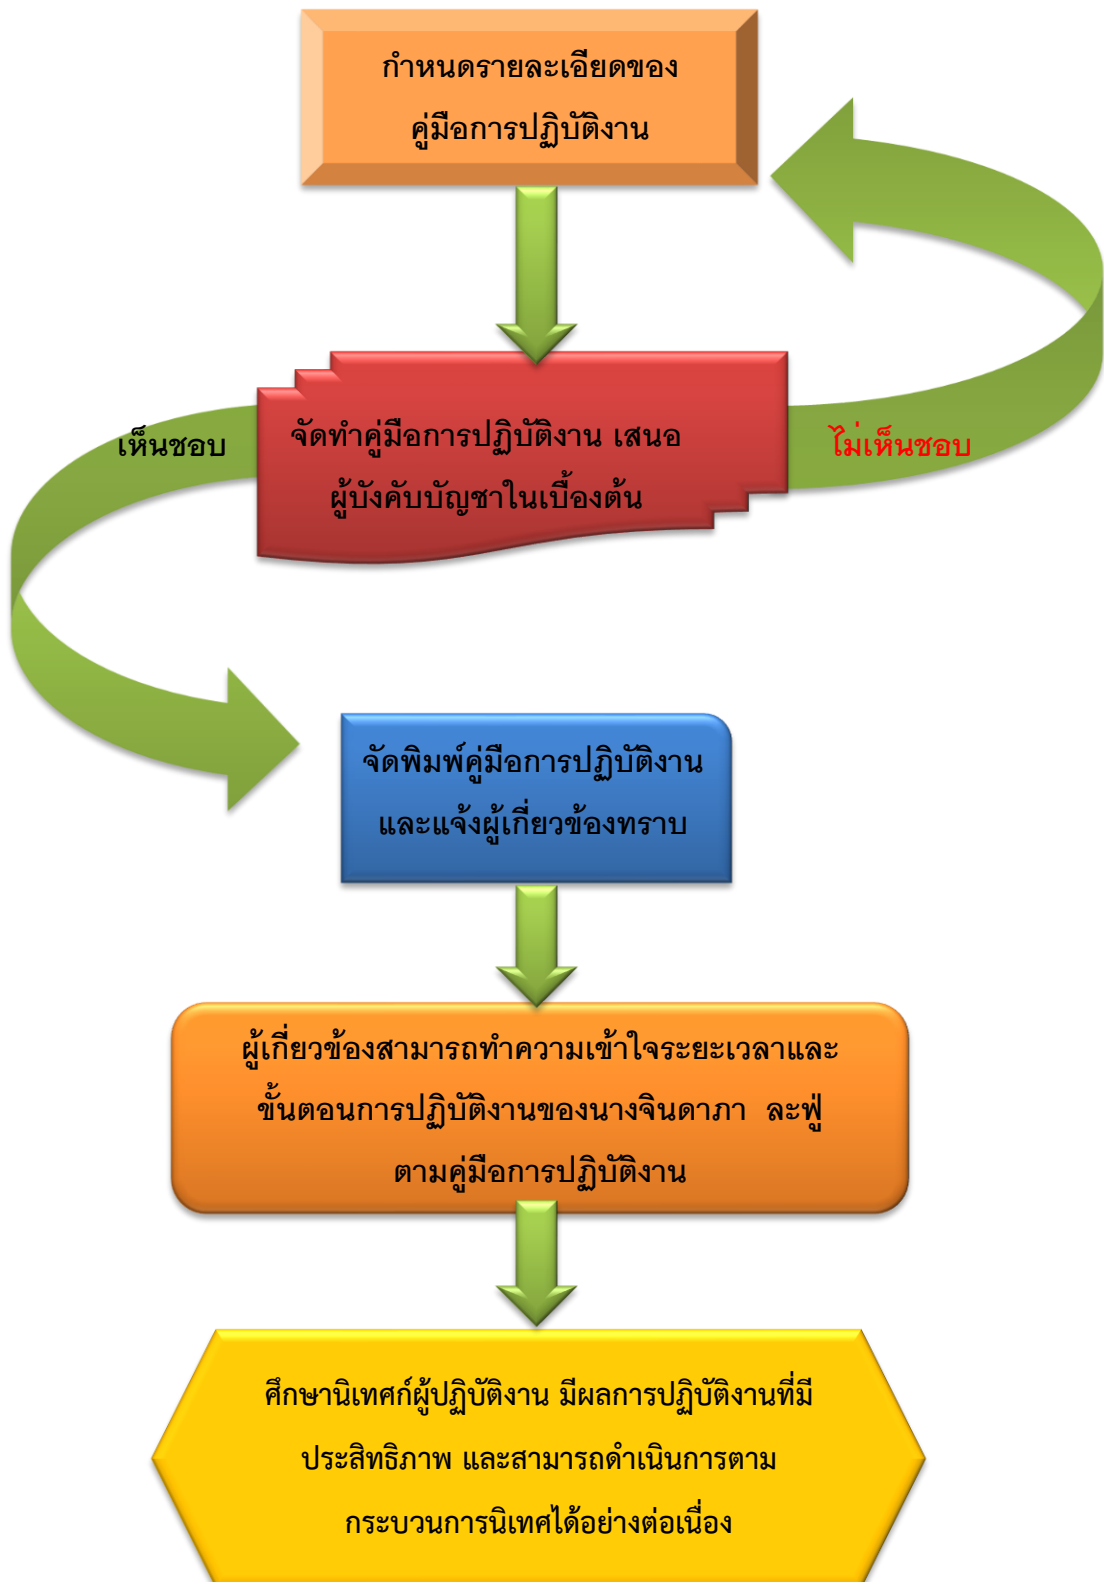 กำหนดรายละเอียดของ
คู่มือการปฏิบัติงาน
เห็นชอบ
จัดทำคู่มือการปฏิบัติงาน เสนอ
ผู้บังคับบัญชาในเบื้องต้น
ไม่เห็นชอบ
จัดพิมพ์คู่มือการปฏิบัติงาน
และแจ้งผู้เกี่ยวข้องทราบ
ผู้เกี่ยวข้องสามารถทำความเข้าใจระยะเวลาและ
ขั้นตอนการปฏิบัติงานของนางจินดาภา ละฟู่
ตามคู่มือการปฏิบัติงาน
ศึกษานิเทศก์ผู้ปฏิบัติงาน มีผลการปฏิบัติงานที่มี
ประสิทธิภาพ และสามารถดำเนินการตาม
กระบวนการนิเทศได้อย่างต่อเนื่อง